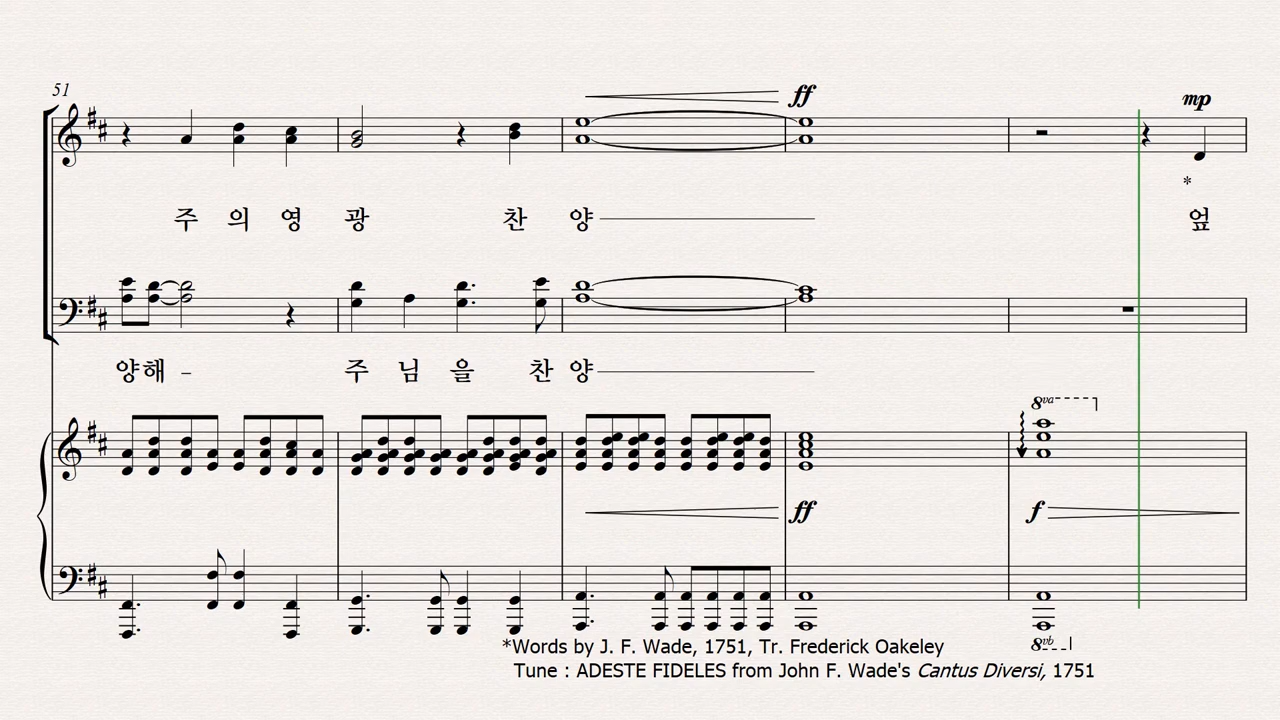 51
ff
mp
*
주 의 영 광 찬 양
엎
양해 - 주 님 을 찬 양
8va
ff
f
8vb
*Words by J. F. Wade, 1751, Tr. Frederick Oakeley
Tune : ADESTE FIDELES from John F. Wade's Cantus Diversi, 1751